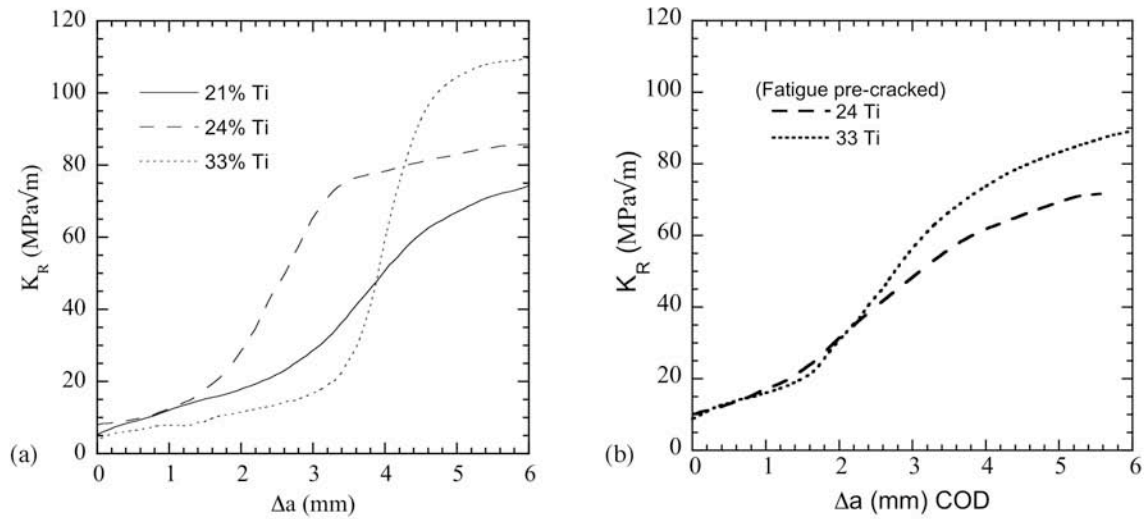 120
100
80
60
40
20
0
K_R (MPa√m)
21% Ti
24% Ti
33% Ti
0 1 2 3 4 5 6
Δa (mm)
(a)
120
100
80
60
40
20
0
K_R (MPa√m)
(Fatigue pre-cracked)
24 Ti
33 Ti
0 1 2 3 4 5 6
Δa (mm) COD
(b)